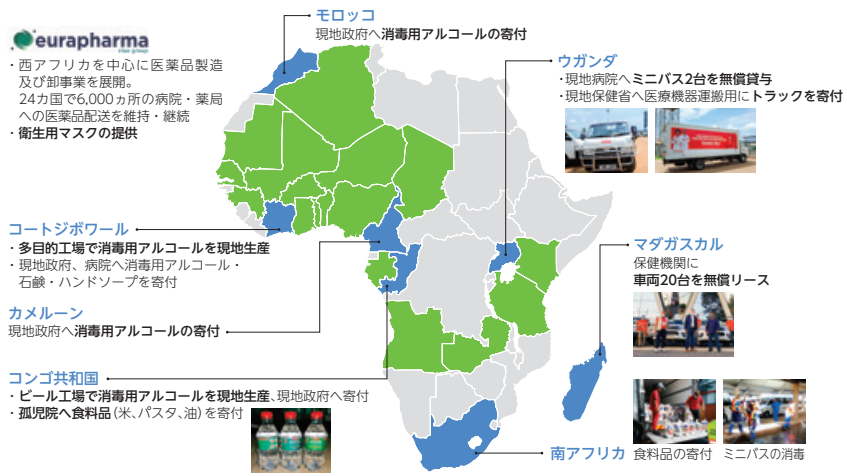 eurapharma
・西アフリカを中心に医薬品製造
及び卸事業を展開。
24カ国で6,000ヵ所の病院・薬局
への医薬品配送を維持・継続
・衛生用マスクの提供
モロッコ
現地政府へ消毒用アルコールの寄付
ウガンダ
・現地病院へミニバス2台を無償貸与
・現地保健省へ医療機器運搬用にトラックを寄付
コートジボワール
・多目的工場で消毒用アルコールを現地生産
・現地政府、病院へ消毒用アルコール・
石鹸・ハンドソープを寄付
カメルーン
現地政府へ消毒用アルコールの寄付
コンゴ共和国
・ビール工場で消毒用アルコールを現地生産、現地政府へ寄付
・孤児院へ食料品(米、パスタ、油)を寄付
マダガスカル
保健機関に
車両20台を無償リース
南アフリカ
食料品の寄付
ミニバスの消毒